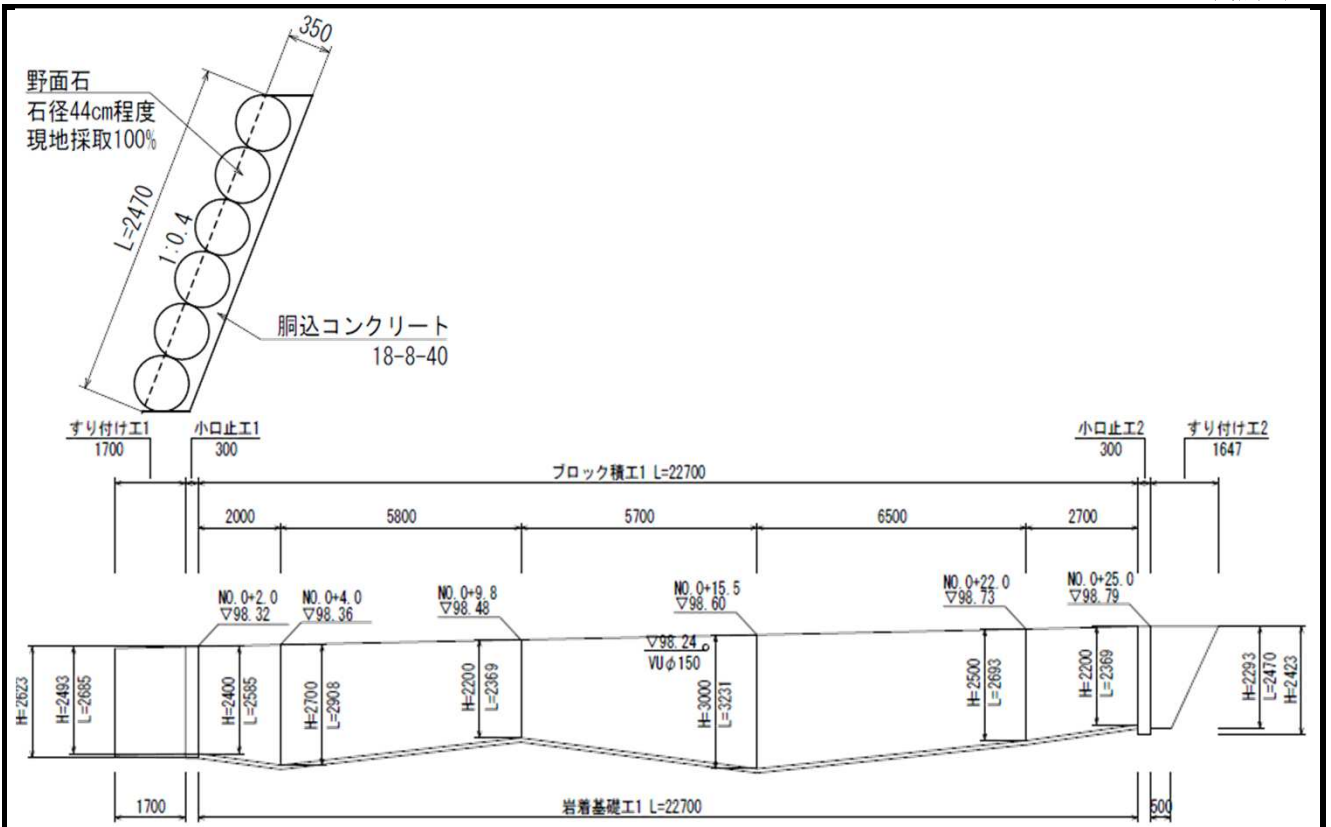 350
野面石
石径44cm程度
現地採取100%
L=2470
1:0.4
胴込コンクリート
18-8-40
すり付け工1
1700
小口止工1
300
小口止工2
300
すり付け工2
1647
ブロック積工1 L=22700
2000
5800
5700
6500
2700
NO.0+2.0
▽98.32
NO.0+4.0
▽98.36
NO.0+9.8
▽98.48
NO.0+15.5
▽98.60
NO.0+22.0
▽98.73
NO.0+25.0
▽98.79
▽98.24
VUφ150
H=2623
H=2493
L=2685
H=2400
L=2585
H=2700
L=2908
H=2200
L=2369
H=3000
L=3231
H=2500
L=2693
H=2200
L=2369
H=2293
L=2470
H=2423
1700
岩着基礎工1 L=22700
500